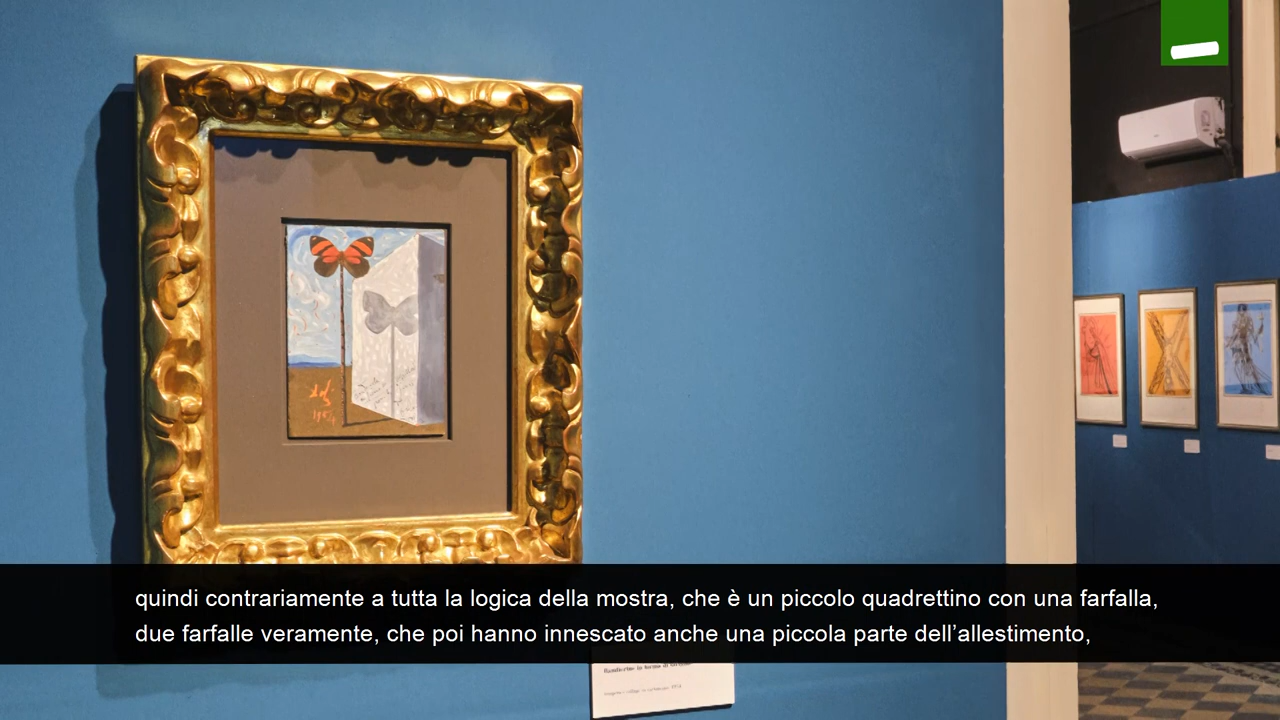 quindi contrariamente a tutta la logica della mostra, che è un piccolo quadrettino con una farfalla,
due farfalle veramente, che poi hanno innescato anche una piccola parte dell’allestimento,